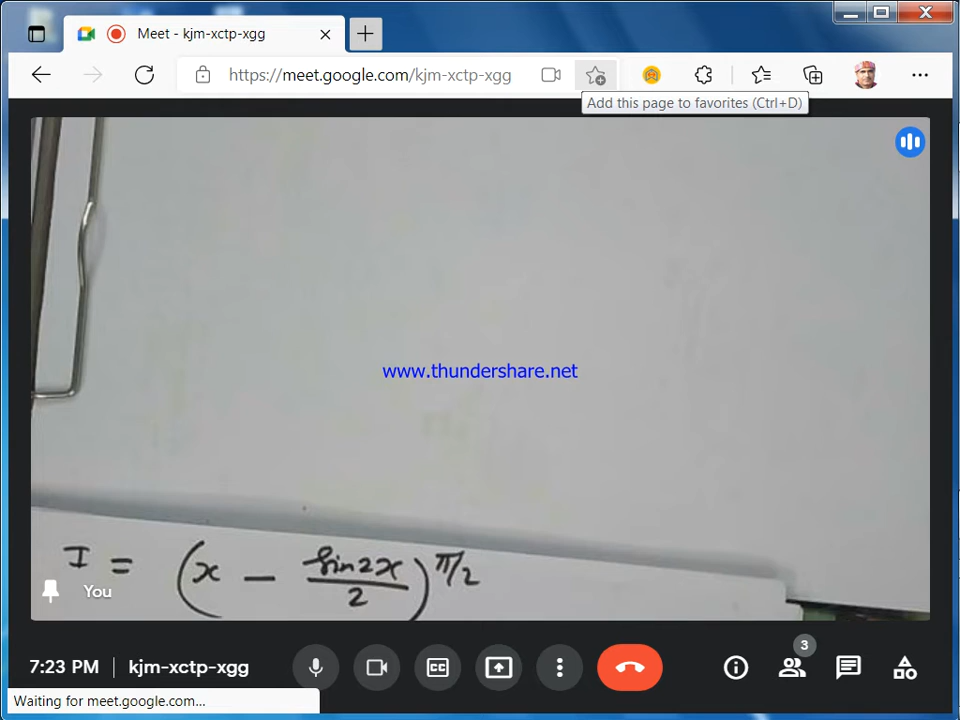 Meet - kjm-xctp-xgg
https://meet.google.com/kjm-xctp-xgg
Add this page to favorites (Ctrl+D)
www.thundershare.net
I = (x - sin2x/2)^π/2
You
3
7:23 PM | kjm-xctp-xgg
CC
Waiting for meet.google.com...